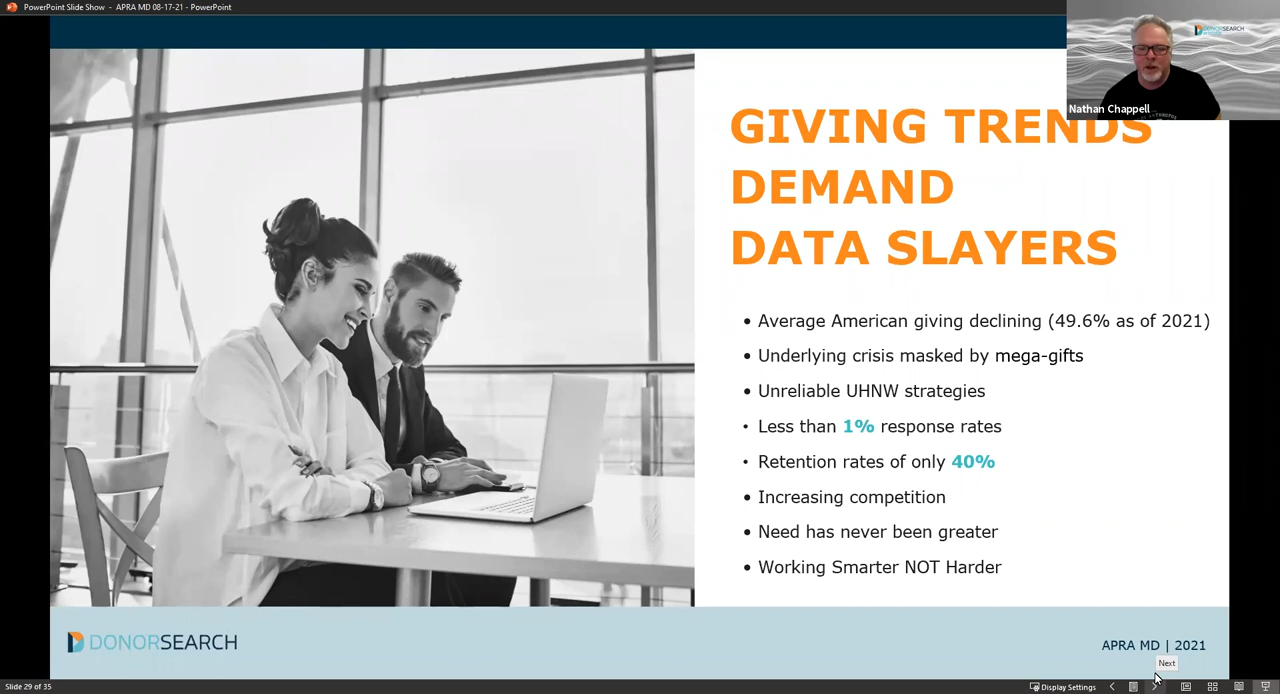 PowerPoint Slide Show - APRA MD 08-17-21 - PowerPoint
DONORSEARCH
Nathan Chappell
GIVING TRENDS
DEMAND
DATA SLAYERS
• Average American giving declining (49.6% as of 2021)
• Underlying crisis masked by mega-gifts
• Unreliable UHNW strategies
• Less than 1% response rates
• Retention rates of only 40%
• Increasing competition
• Need has never been greater
• Working Smarter NOT Harder
DONORSEARCH
APRA MD | 2021
Next
Slide 29 of 35
Display Settings